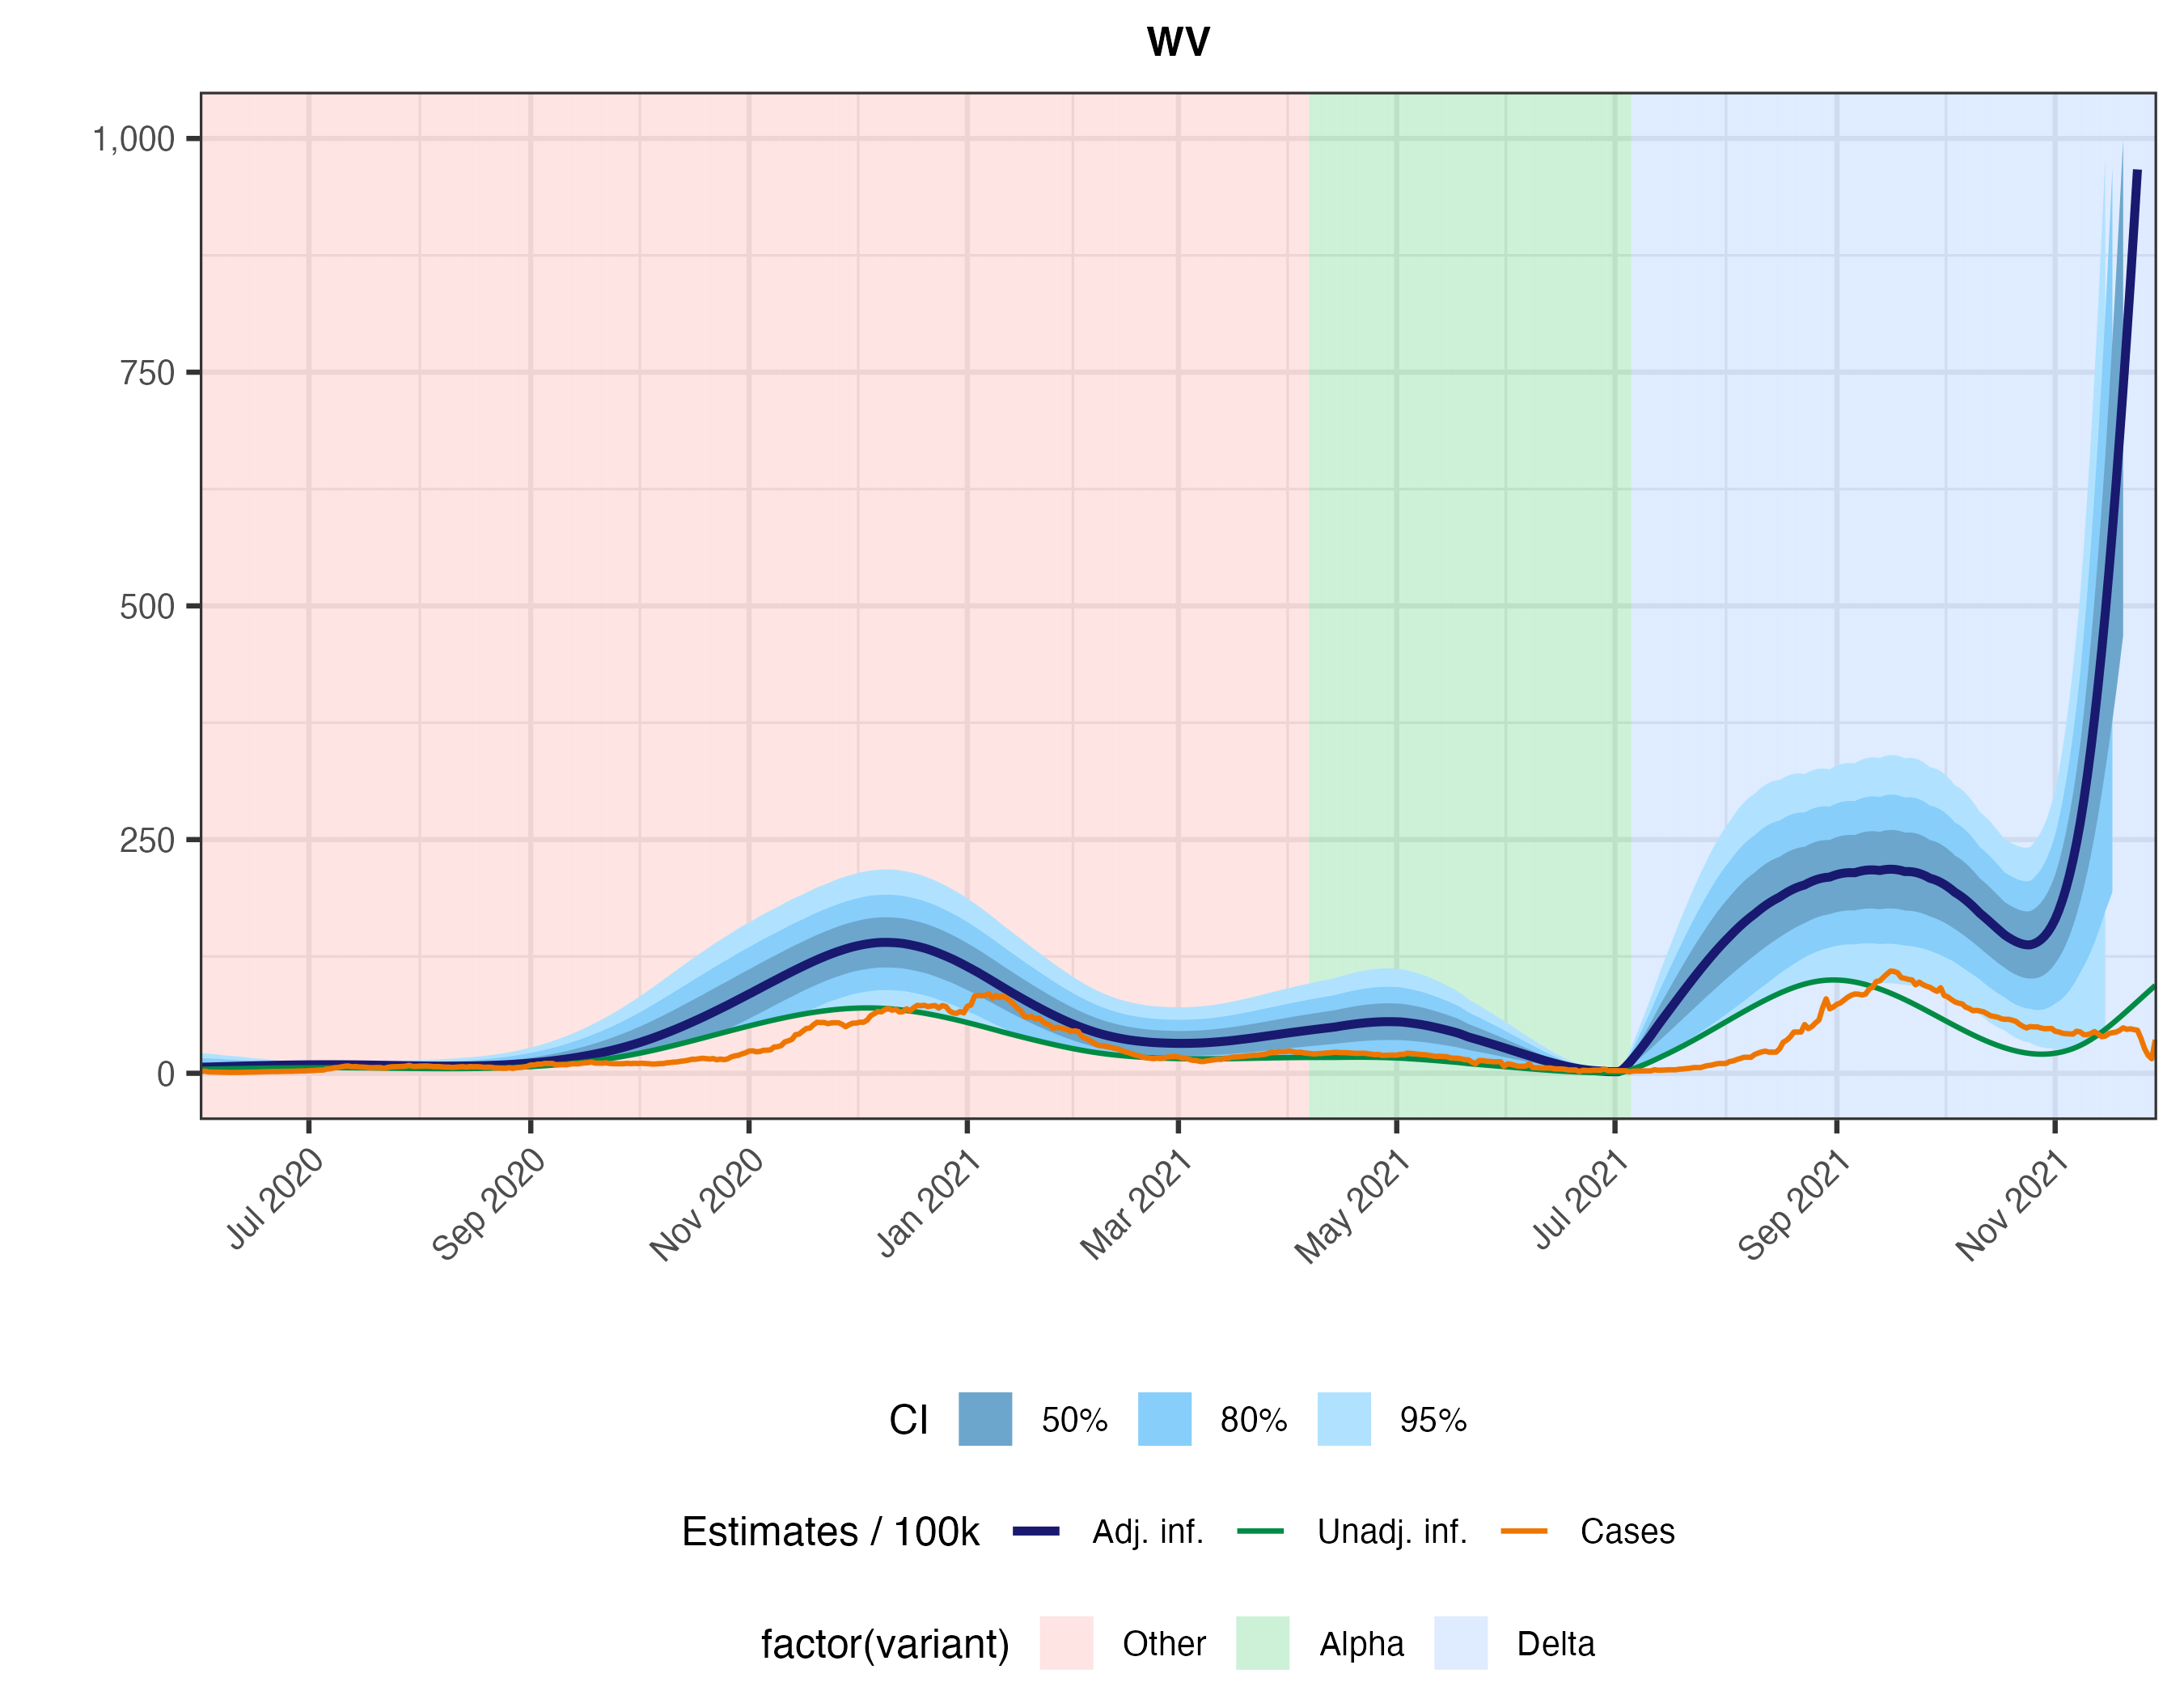 WV
1,000
750
500
250
0
Jul 2020
Sep 2020
Nov 2020
Jan 2021
Mar 2021
May 2021
Jul 2021
Sep 2021
Nov 2021
CI 50% 80% 95%
Estimates / 100k Adj. inf. Unadj. inf. Cases
factor(variant) Other Alpha Delta